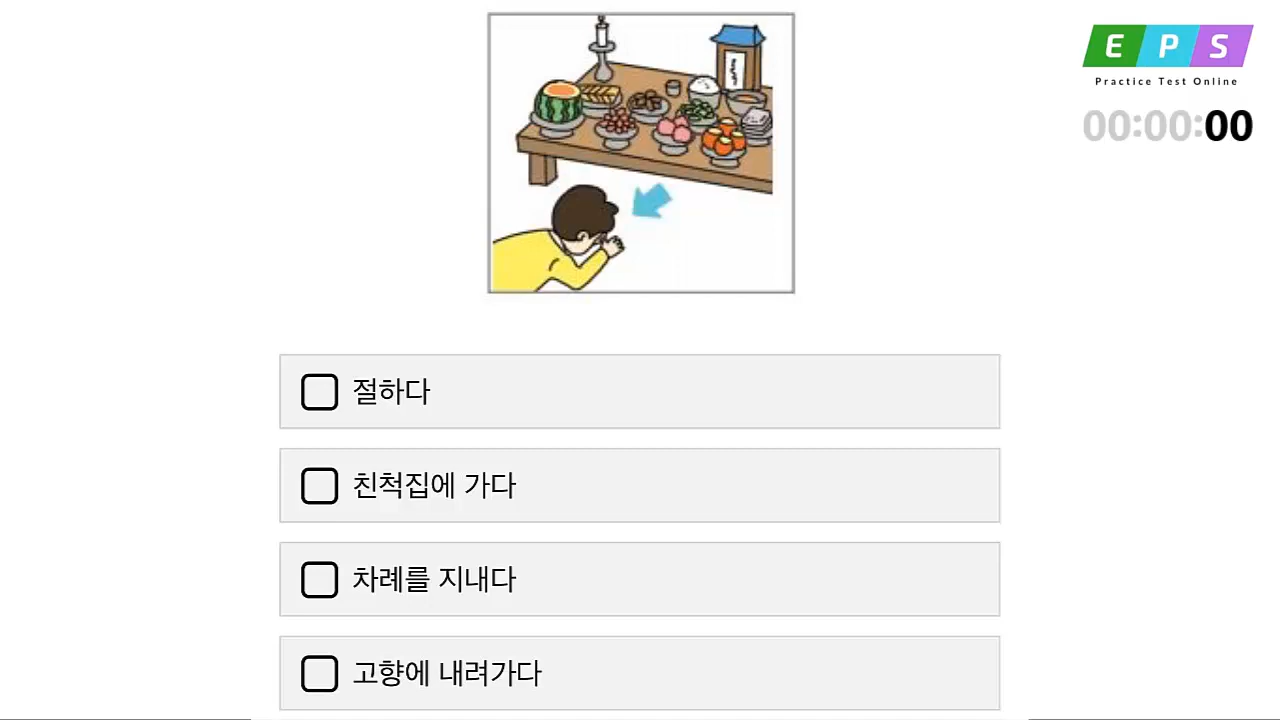 EPS
Practice Test Online
00:00:00
절하다
친척집에 가다
차례를 지내다
고향에 내려가다